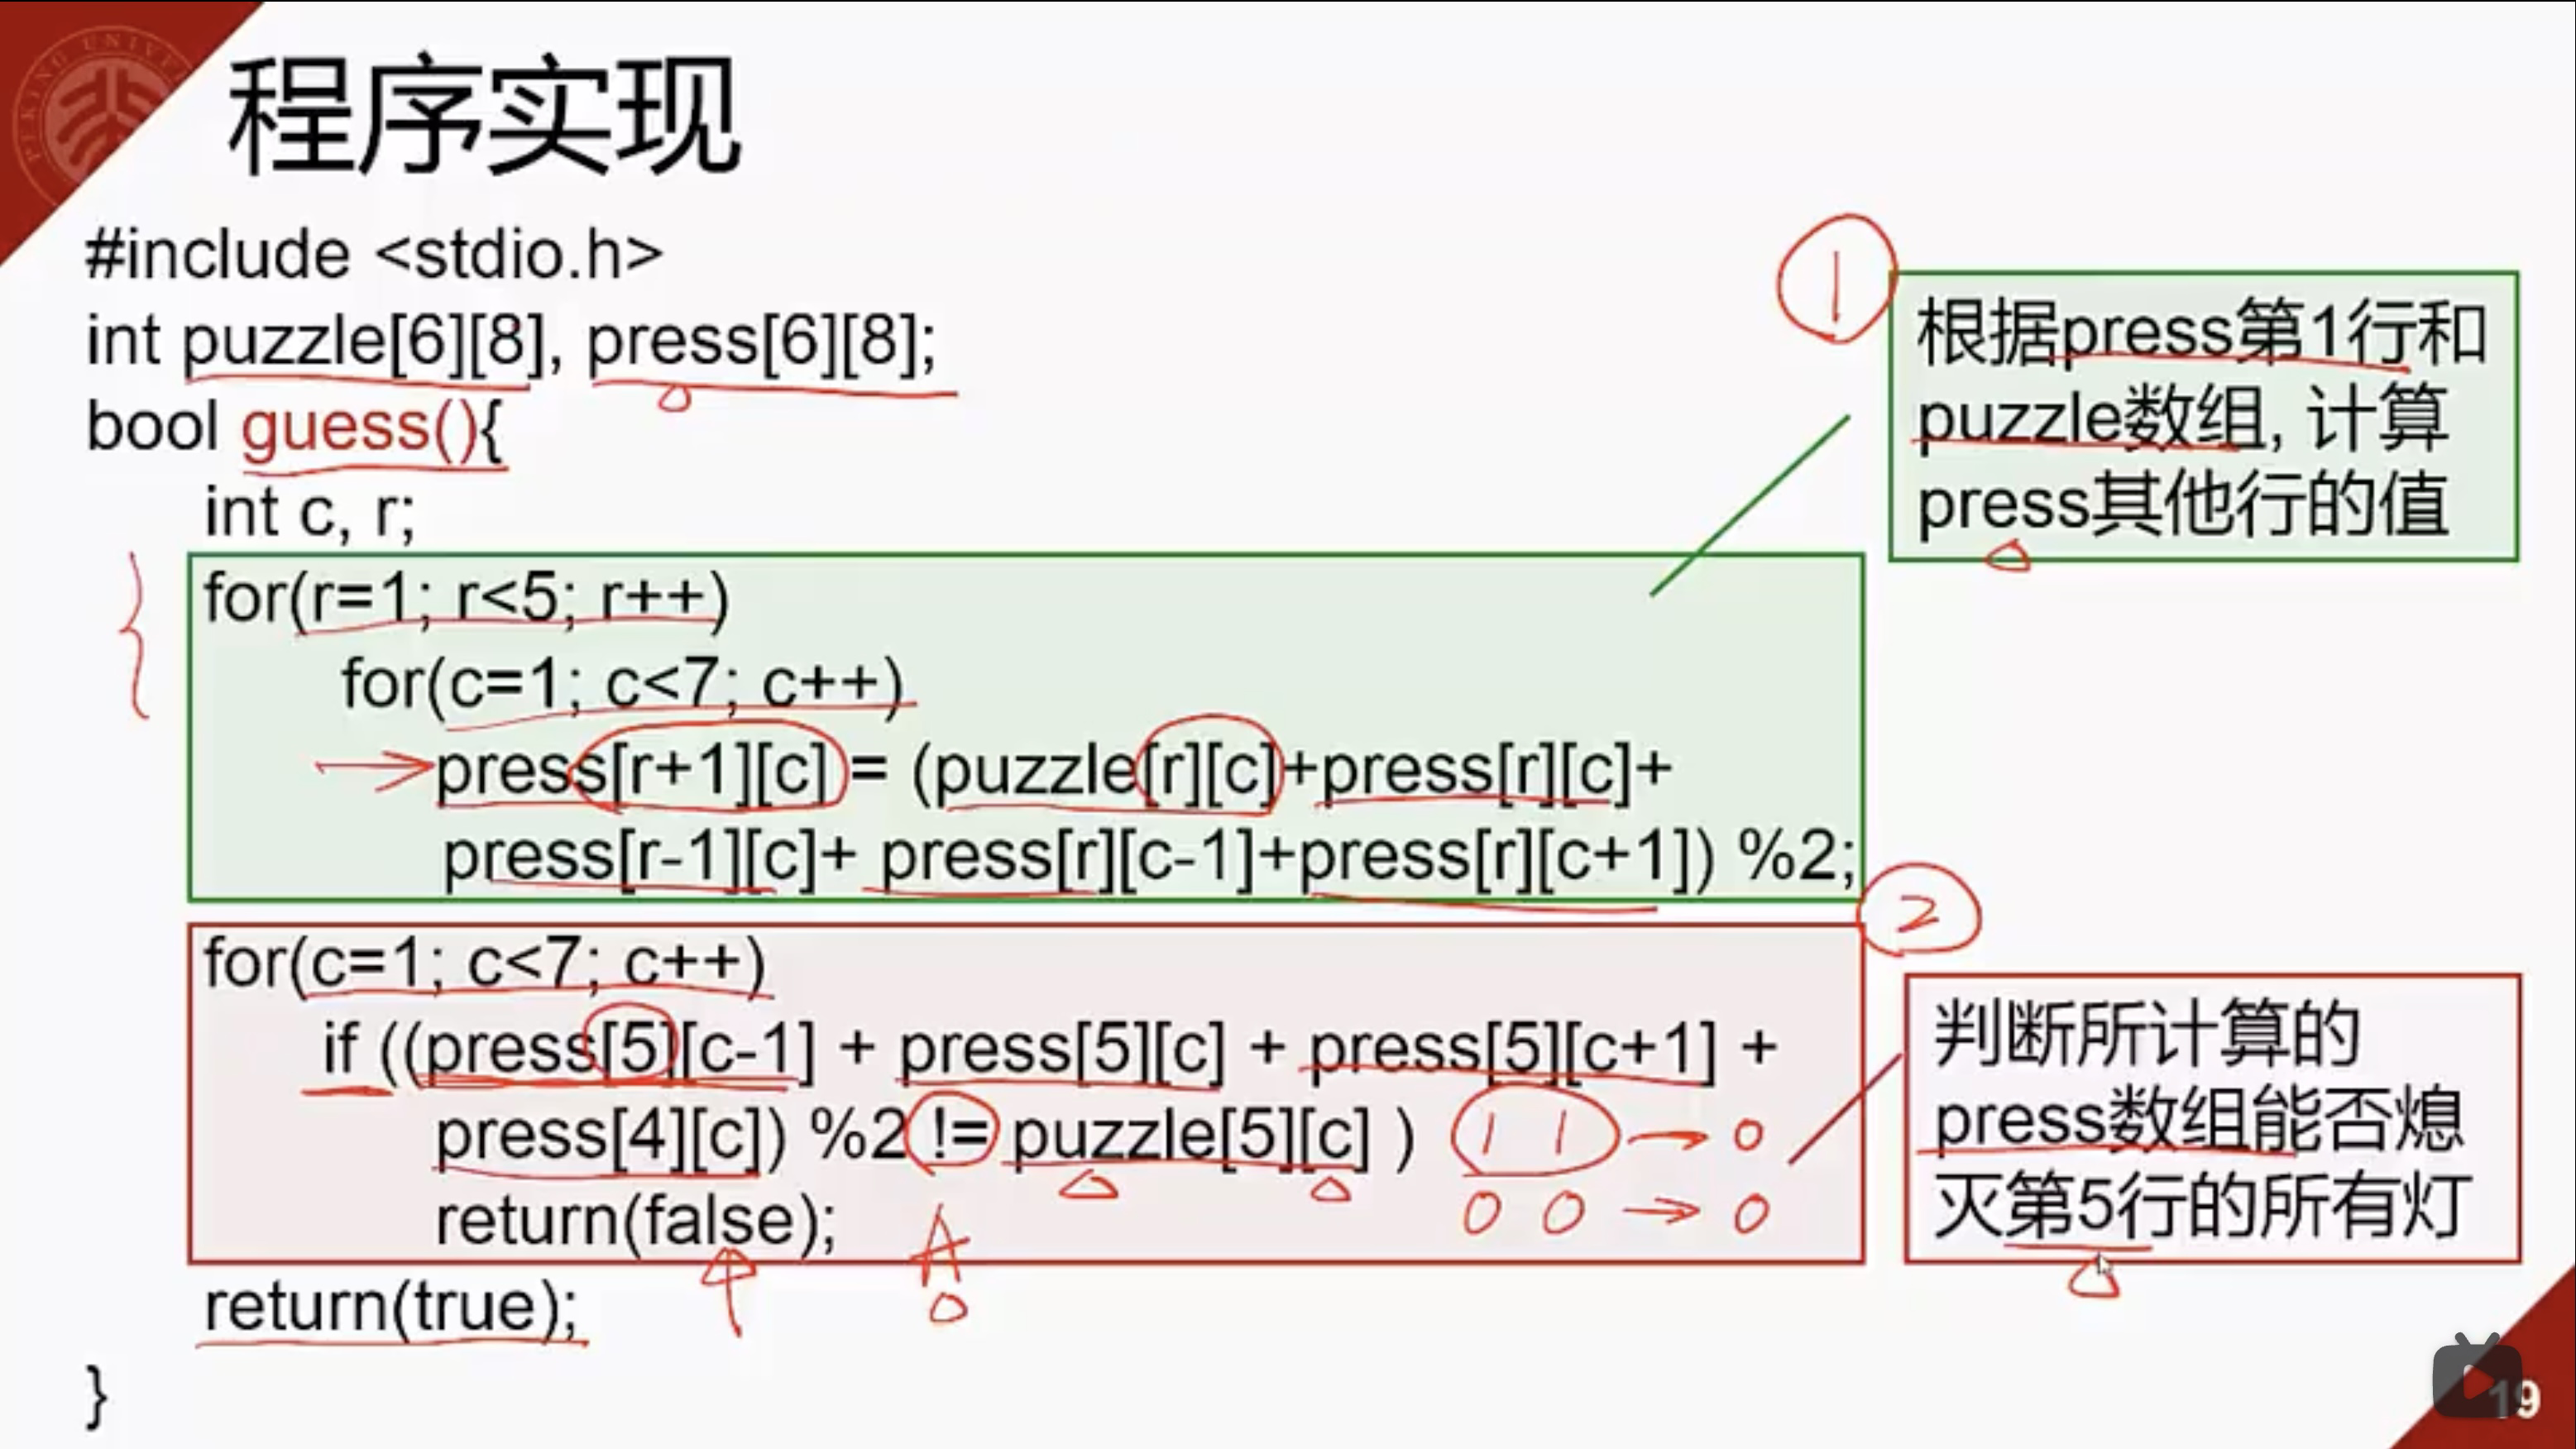 程序实现
#include <stdio.h>
int puzzle[6][8], press[6][8];
bool guess(){
int c, r;
for(r=1; r<5; r++)
for(c=1; c<7; c++)
press[r+1][c] = (puzzle[r][c]+press[r][c]+
press[r-1][c]+ press[r][c-1]+press[r][c+1]) %2;
1
根据press第1行和
puzzle数组, 计算
press其他行的值
for(c=1; c<7; c++)
if ((press[5][c-1] + press[5][c] + press[5][c+1] +
press[4][c]) %2 != puzzle[5][c] )
return(false);
1 1 → 0
0 0 → 0
2
判断所计算的
press数组能否熄
灭第5行的所有灯
return(true);
}
19